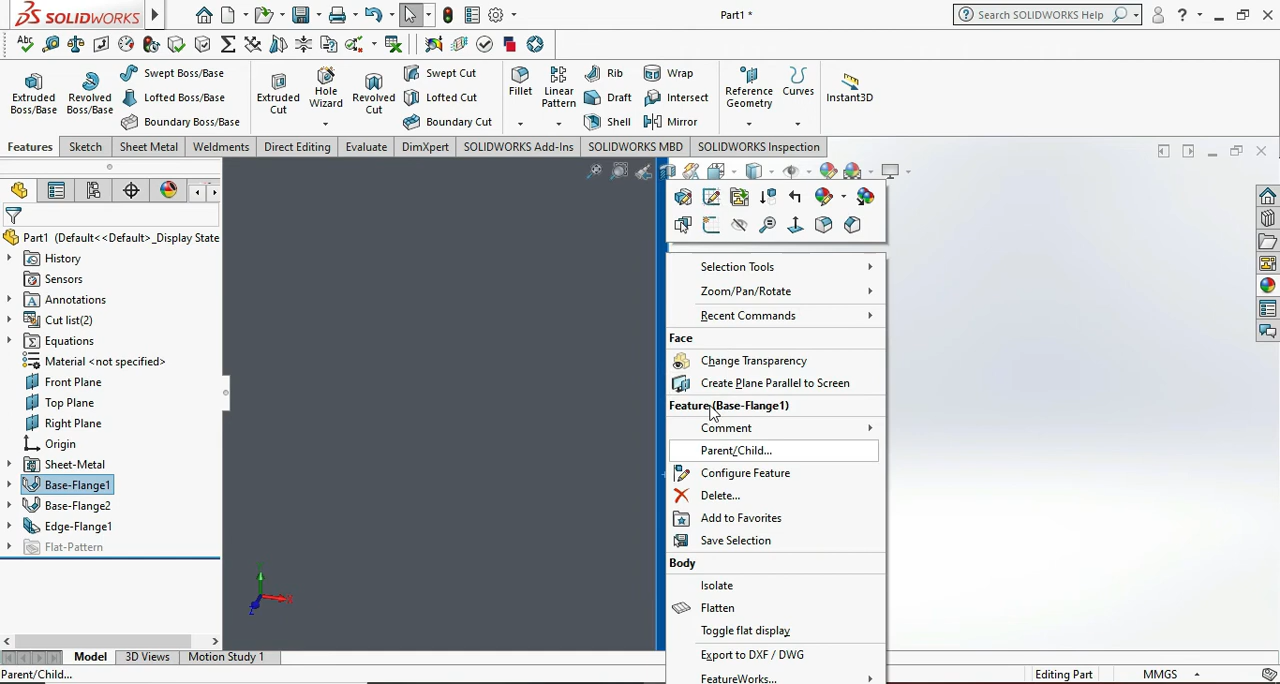 SOLIDWORKS
Part1 *
Search SOLIDWORKS Help
?
Extruded Boss/Base
Revolved Boss/Base
Swept Boss/Base
Lofted Boss/Base
Boundary Boss/Base
Extruded Cut
Hole Wizard
Revolved Cut
Swept Cut
Lofted Cut
Boundary Cut
Fillet
Linear Pattern
Rib
Draft
Shell
Wrap
Intersect
Mirror
Reference Geometry
Curves
Instant3D
Features
Sketch
Sheet Metal
Weldments
Direct Editing
Evaluate
DimXpert
SOLIDWORKS Add-Ins
SOLIDWORKS MBD
SOLIDWORKS Inspection
Part1 (Default<<Default>_Display State
History
Sensors
Annotations
Cut list(2)
Equations
Material <not specified>
Front Plane
Top Plane
Right Plane
Origin
Sheet-Metal
Base-Flange1
Base-Flange2
Edge-Flange1
Flat-Pattern
Selection Tools
Zoom/Pan/Rotate
Recent Commands
Face
Change Transparency
Create Plane Parallel to Screen
Feature (Base-Flange1)
Comment
Parent/Child...
Configure Feature
Delete...
Add to Favorites
Save Selection
Body
Isolate
Flatten
Toggle flat display
Export to DXF / DWG
FeatureWorks...
Model
3D Views
Motion Study 1
Parent/Child...
Editing Part
MMGS